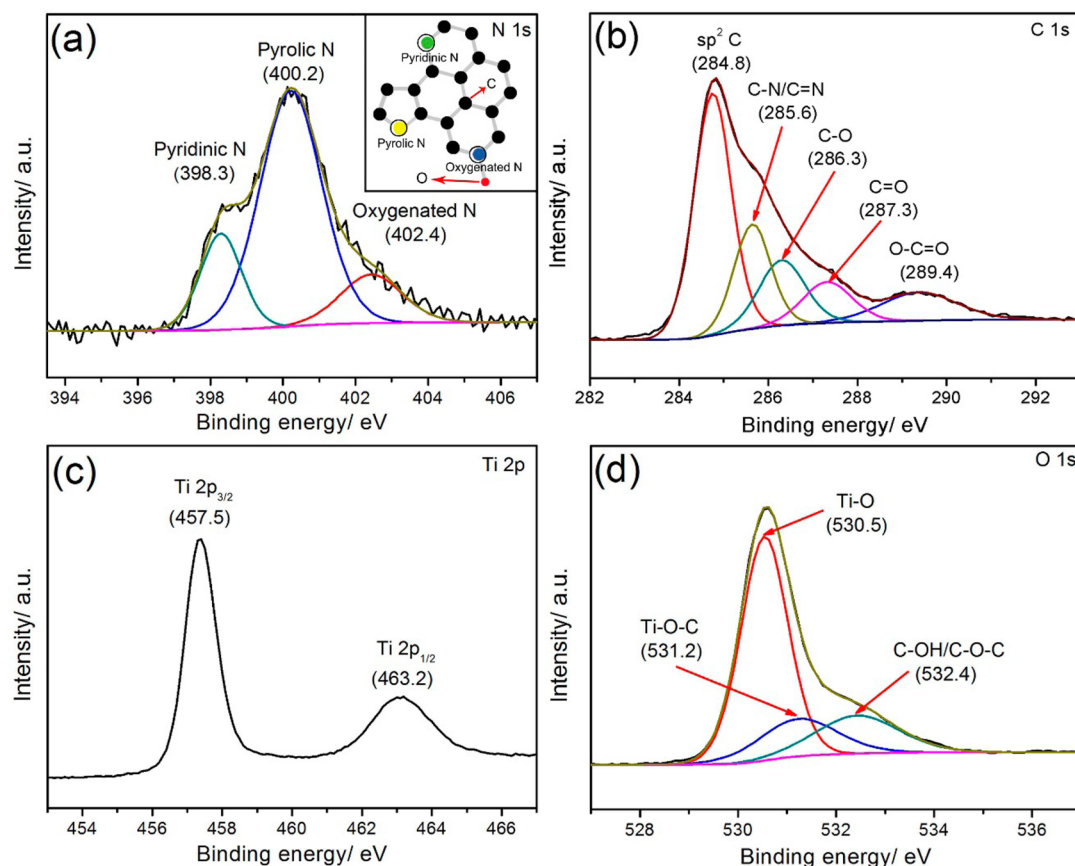 (a)
N 1s
Pyrolic N
(400.2)
Pyridinic N
(398.3)
Oxygenated N
(402.4)
Pyridinic N
C
Pyrolic N
Oxygenated N
O
Intensity/ a.u.
394 396 398 400 402 404 406
Binding energy/ eV
(b)
C 1s
sp² C
(284.8)
C-N/C=N
(285.6)
C-O
(286.3)
C=O
(287.3)
O-C=O
(289.4)
Intensity/ a.u.
282 284 286 288 290 292
Binding energy/ eV
(c)
Ti 2p
Ti 2p₃/₂
(457.5)
Ti 2p₁/₂
(463.2)
Intensity/ a.u.
454 456 458 460 462 464 466
Binding energy/ eV
(d)
O 1s
Ti-O
(530.5)
Ti-O-C
(531.2)
C-OH/C-O-C
(532.4)
Intensity/ a.u.
528 530 532 534 536
Binding energy/ eV